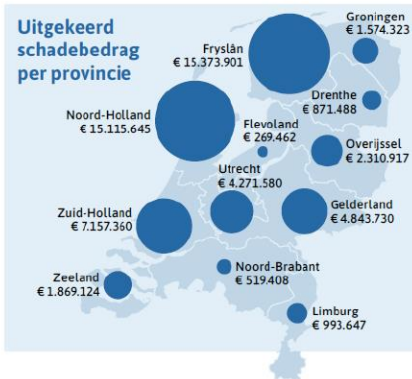 Uitgekeerd
schadebedrag
per provincie
Groningen
€ 1.574.323
Fryslân
€ 15.373.901
Drenthe
€ 871.488
Noord-Holland
€ 15.115.645
Flevoland
€ 269.462
Overijssel
€ 2.310.917
Utrecht
€ 4.271.580
Zuid-Holland
€ 7.157.360
Gelderland
€ 4.843.730
Zeeland
€ 1.869.124
Noord-Brabant
€ 519.408
Limburg
€ 993.647